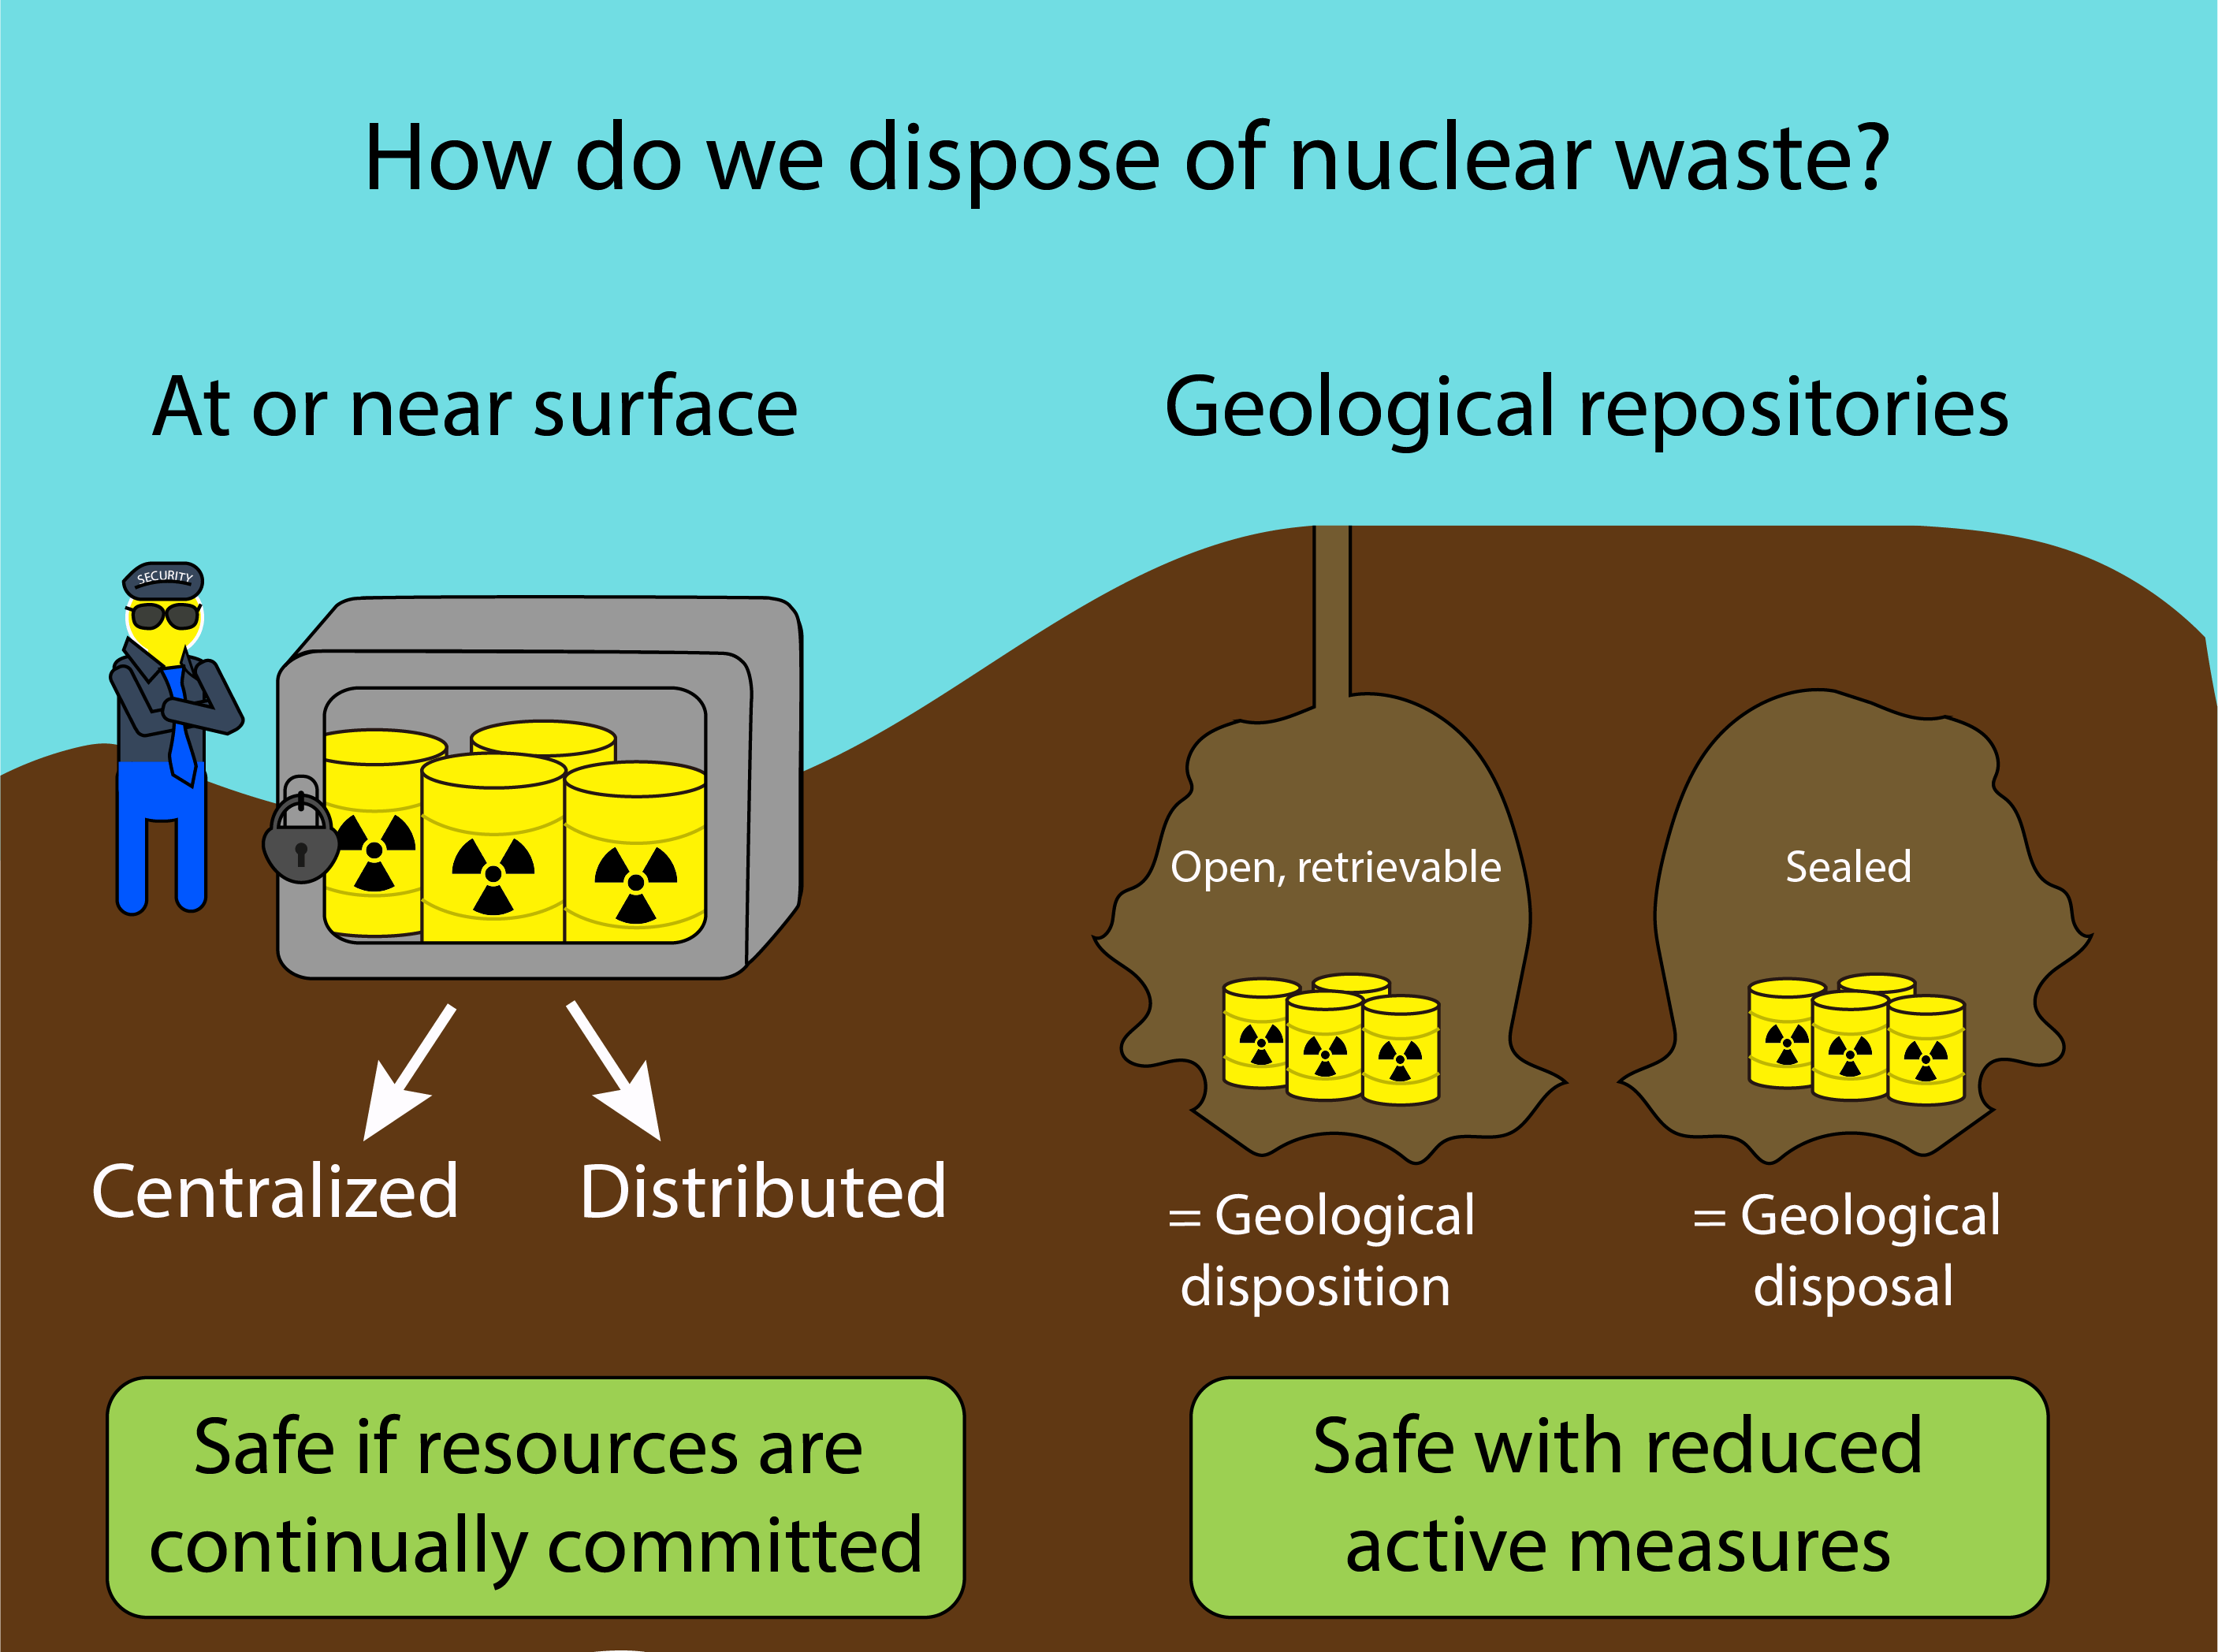 How do we dispose of nuclear waste?
At or near surface
Geological repositories
SECURITY
Open, retrievable
Sealed
Centralized
Distributed
= Geological
disposition
= Geological
disposal
Safe if resources are
continually committed
Safe with reduced
active measures